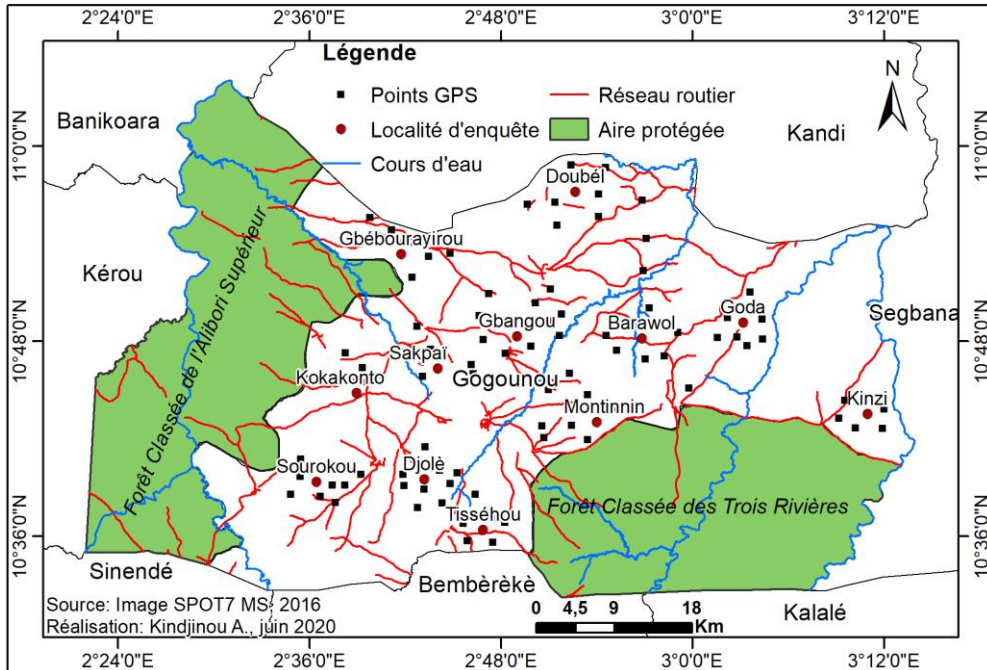 2°24'0"E 2°36'0"E 2°48'0"E 3°00'0"E 3°12'0"E
Légende
N
Points GPS
Réseau routier
Localité d'enquête
Aire protégée
Cours d'eau
Banikoara
Kandi
11°0'0"N
11°0'0"N
Doubél
Gbébourayirou
Kérou
Forêt Classée de l'Alibori Supérieur
Goda
Segbana
Gbangou
Barawol
10°48'0"N
10°48'0"N
Sakpaï
Gogounou
Kokakonto
Kinzi
Montinnin
Sourokou
Djolè
Forêt Classée des Trois Rivières
Tisséhou
10°36'0"N
10°36'0"N
Sinendé
Bembèrèkè
Kalalé
Source: Image SPOT7 MS, 2016
Réalisation: Kindjinou A., juin 2020
0 4,5 9 18
Km
2°24'0"E 2°36'0"E 2°48'0"E 3°00'0"E 3°12'0"E